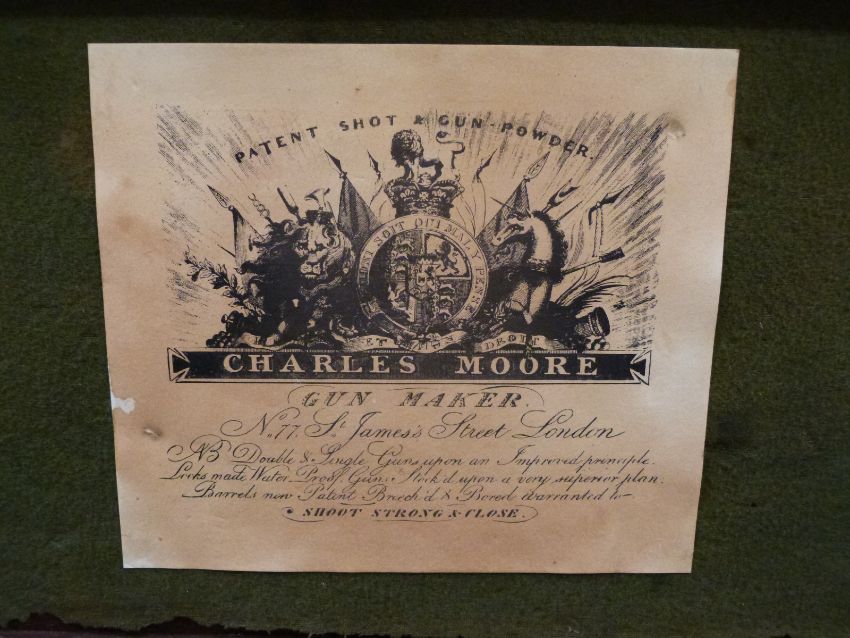 PATENT SHOT & GUN-POWDER.
HONI SOIT QUI MAL Y PENSE
ET MON DROIT
CHARLES MOORE
GUN MAKER.
No. 77, St. James's Street London
NB Double & Single Guns upon an Improved principle.
Locks made Water Proof. Guns Stock'd upon a very superior plan.
Barrels now Patent Breech'd & Bored warranted to
SHOOT STRONG & CLOSE.